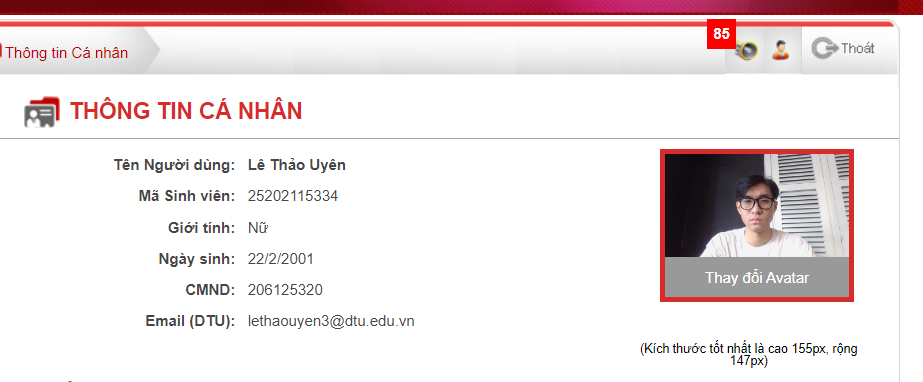 Thông tin Cá nhân
85
Thoát
THÔNG TIN CÁ NHÂN
Tên Người dùng: Lê Thảo Uyên
Mã Sinh viên: 25202115334
Giới tính: Nữ
Ngày sinh: 22/2/2001
CMND: 206125320
Email (DTU): lethaouyen3@dtu.edu.vn
Thay đổi Avatar
(Kích thước tốt nhất là cao 155px, rộng
147px)